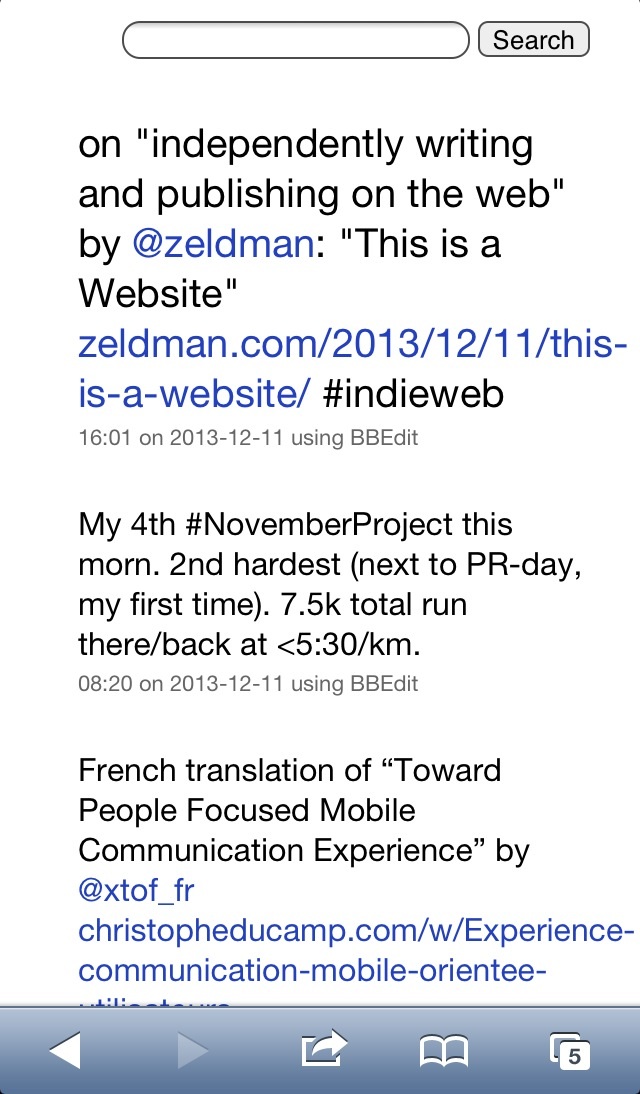 Search
on "independently writing
and publishing on the web"
by @zeldman: "This is a
Website"
zeldman.com/2013/12/11/this-
is-a-website/ #indieweb
16:01 on 2013-12-11 using BBEdit
My 4th #NovemberProject this
morn. 2nd hardest (next to PR-day,
my first time). 7.5k total run
there/back at <5:30/km.
08:20 on 2013-12-11 using BBEdit
French translation of “Toward
People Focused Mobile
Communication Experience” by
@xtof_fr
christopheducamp.com/w/Experience-
communication-mobile-orientee-
5